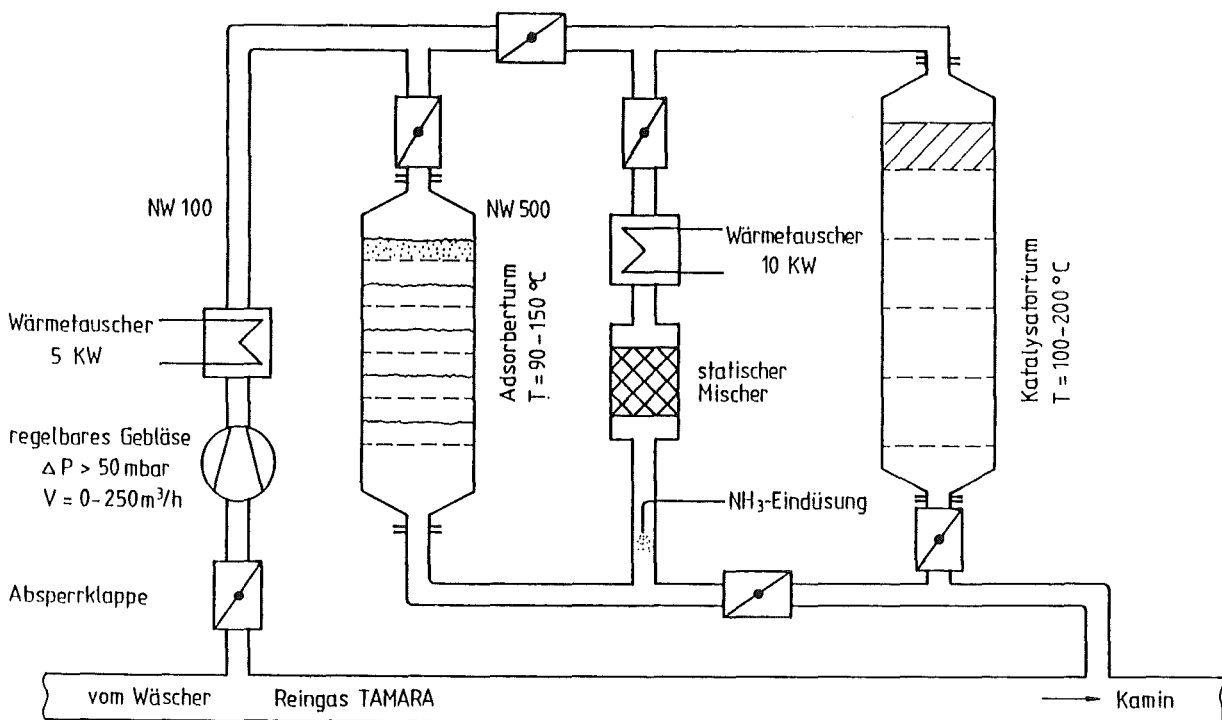 NW 100
NW 500
Wärmetauscher
10 KW
Wärmetauscher
5 KW
Adsorberturm
T = 90-150 °C
Katalysatorturm
T = 100-200 °C
statischer
Mischer
regelbares Gebläse
Δ P > 50 mbar
V = 0-250 m³/h
NH₃-Eindüsung
Absperrklappe
vom Wäscher
Reingas TAMARA
Kamin